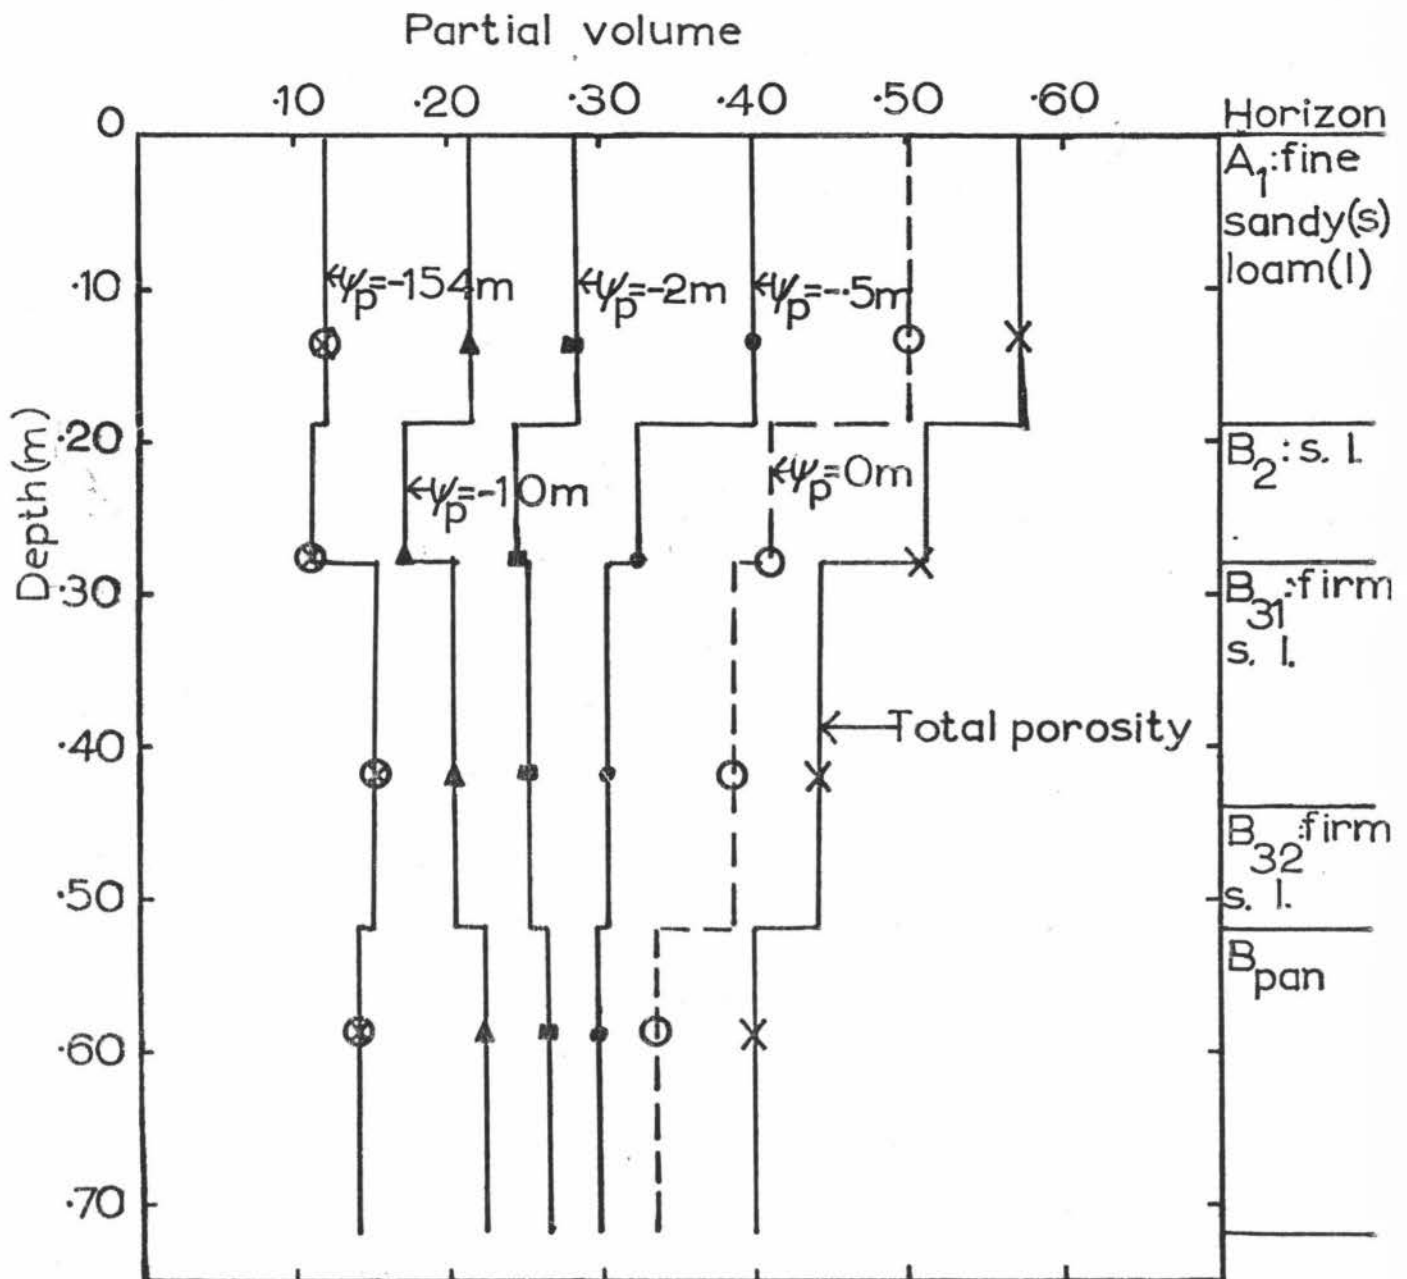 Partial volume
·10 ·20 ·30 ·40 ·50 ·60
Horizon
0
·10
·20
·30
·40
·50
·60
·70
Depth(m)
ψp=-154m
ψp=-2m
ψp=-·5m
ψp=-10m
ψp=0m
Total porosity
A1:fine
sandy(s)
loam(l)
B2: s. l.
B31:firm
s. l.
B32:firm
s. l.
Bpan